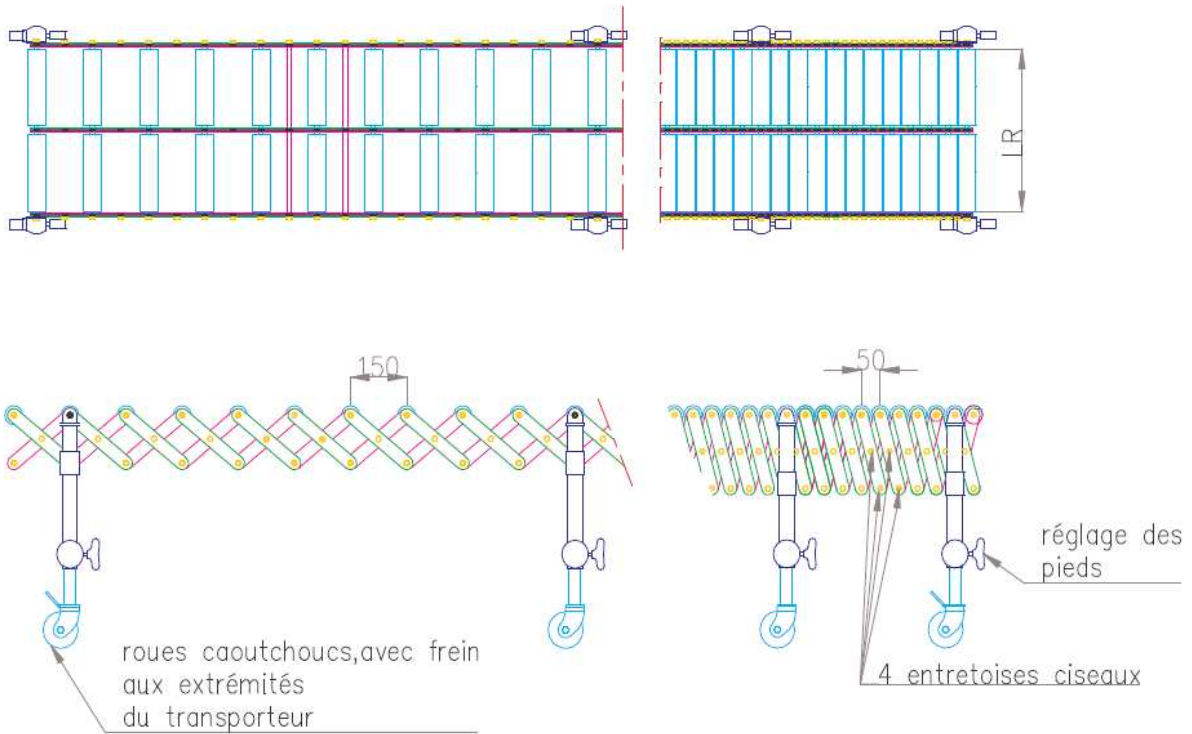 LR
150
50
réglage des
pieds
roues caoutchoucs,avec frein
aux extrémités
du transporteur
4 entretoises ciseaux